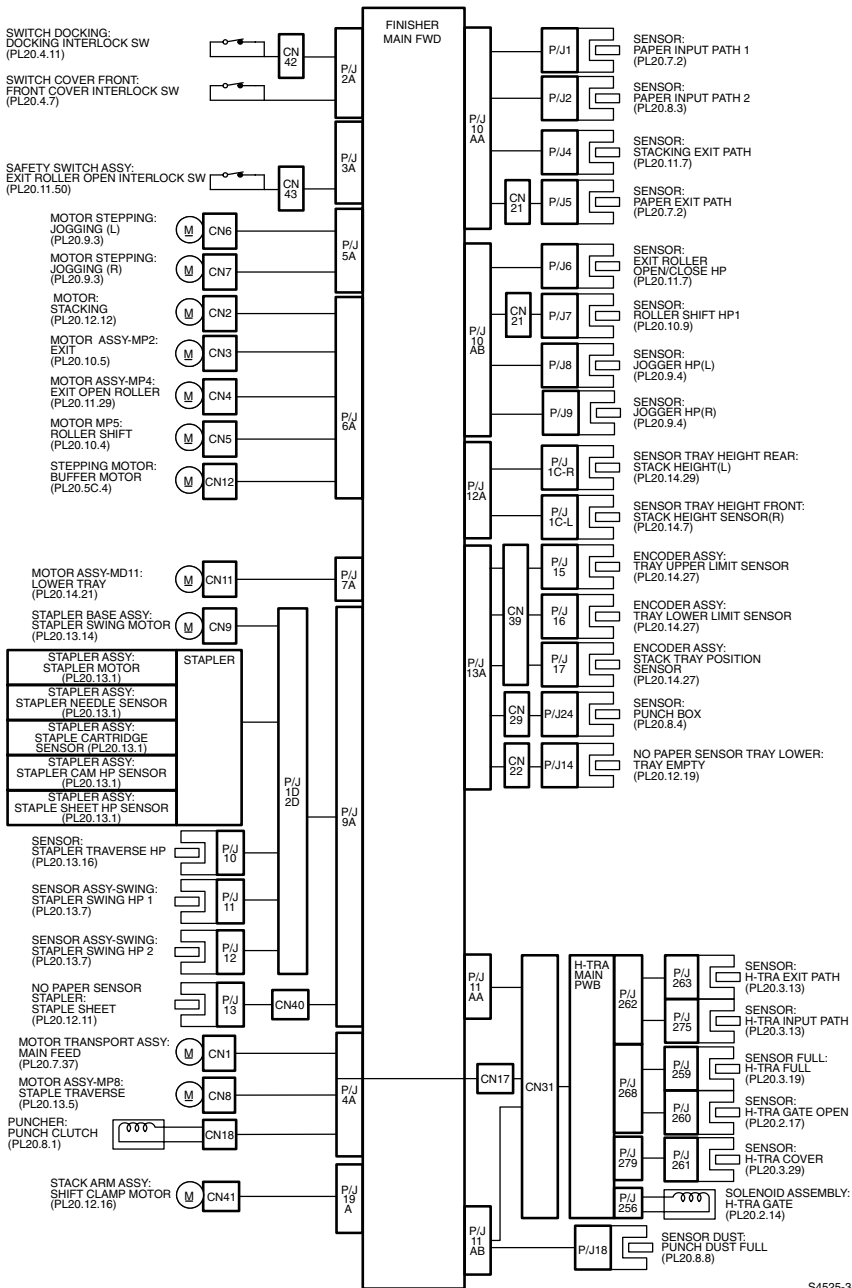 FINISHER
MAIN FWD
SWITCH DOCKING:
DOCKING INTERLOCK SW
(PL20.4.11)
CN
42
P/J
2A
SWITCH COVER FRONT:
FRONT COVER INTERLOCK SW
(PL20.4.7)
SAFETY SWITCH ASSY:
EXIT ROLLER OPEN INTERLOCK SW
(PL20.11.50)
CN
43
P/J
3A
MOTOR STEPPING:
JOGGING (L)
(PL20.9.3)
M
CN6
P/J
5A
MOTOR STEPPING:
JOGGING (R)
(PL20.9.3)
M
CN7
MOTOR:
STACKING
(PL20.12.12)
M
CN2
MOTOR ASSY-MP2:
EXIT
(PL20.10.5)
M
CN3
MOTOR ASSY-MP4:
EXIT OPEN ROLLER
(PL20.11.29)
M
CN4
P/J
6A
MOTOR MP5:
ROLLER SHIFT
(PL20.10.4)
M
CN5
STEPPING MOTOR:
BUFFER MOTOR
(PL20.5C.4)
M
CN12
MOTOR ASSY-MD11:
LOWER TRAY
(PL20.14.21)
M
CN11
P/J
7A
STAPLER BASE ASSY:
STAPLER SWING MOTOR
(PL20.13.14)
M
CN9
STAPLER ASSY:
STAPLER MOTOR
(PL20.13.1)
STAPLER
STAPLER ASSY:
STAPLER NEEDLE SENSOR
(PL20.13.1)
STAPLER ASSY:
STAPLE CARTRIDGE
SENSOR (PL20.13.1)
STAPLER ASSY:
STAPLER CAM HP SENSOR
(PL20.13.1)
STAPLER ASSY:
STAPLE SHEET HP SENSOR
(PL20.13.1)
P/J
1D
2D
P/J
9A
SENSOR:
STAPLER TRAVERSE HP
(PL20.13.16)
P/J
10
SENSOR ASSY-SWING:
STAPLER SWING HP 1
(PL20.13.7)
P/J
11
SENSOR ASSY-SWING:
STAPLER SWING HP 2
(PL20.13.7)
P/J
12
NO PAPER SENSOR
STAPLER:
STAPLE SHEET
(PL20.12.11)
P/J
13
CN40
MOTOR TRANSPORT ASSY:
MAIN FEED
(PL20.7.37)
M
CN1
P/J
4A
MOTOR ASSY-MP8:
STAPLE TRAVERSE
(PL20.13.5)
M
CN8
PUNCHER:
PUNCH CLUTCH
(PL20.8.1)
CN18
STACK ARM ASSY:
SHIFT CLAMP MOTOR
(PL20.12.16)
M
CN41
P/J
19
A
P/J
10
AA
P/J1
SENSOR:
PAPER INPUT PATH 1
(PL20.7.2)
P/J2
SENSOR:
PAPER INPUT PATH 2
(PL20.8.3)
P/J4
SENSOR:
STACKING EXIT PATH
(PL20.11.7)
CN
21
P/J5
SENSOR:
PAPER EXIT PATH
(PL20.7.2)
P/J
10
AB
P/J6
SENSOR:
EXIT ROLLER
OPEN/CLOSE HP
(PL20.11.7)
CN
21
P/J7
SENSOR:
ROLLER SHIFT HP1
(PL20.10.9)
P/J8
SENSOR:
JOGGER HP(L)
(PL20.9.4)
P/J9
SENSOR:
JOGGER HP(R)
(PL20.9.4)
P/J
12A
P/J
1C-R
SENSOR TRAY HEIGHT REAR:
STACK HEIGHT(L)
(PL20.14.29)
P/J
1C-L
SENSOR TRAY HEIGHT FRONT:
STACK HEIGHT SENSOR(R)
(PL20.14.7)
P/J
13A
CN
39
P/J
15
ENCODER ASSY:
TRAY UPPER LIMIT SENSOR
(PL20.14.27)
P/J
16
ENCODER ASSY:
TRAY LOWER LIMIT SENSOR
(PL20.14.27)
P/J
17
ENCODER ASSY:
STACK TRAY POSITION
SENSOR
(PL20.14.27)
CN
29
P/J24
SENSOR:
PUNCH BOX
(PL20.8.4)
CN
22
P/J14
NO PAPER SENSOR TRAY LOWER:
TRAY EMPTY
(PL20.12.19)
P/J
11
AA
CN17
CN31
H-TRA
MAIN
PWB
P/J
262
P/J
263
SENSOR:
H-TRA EXIT PATH
(PL20.3.13)
P/J
275
SENSOR:
H-TRA INPUT PATH
(PL20.3.13)
P/J
268
P/J
259
SENSOR FULL:
H-TRA FULL
(PL20.3.19)
P/J
260
SENSOR:
H-TRA GATE OPEN
(PL20.2.17)
P/J
279
P/J
261
SENSOR:
H-TRA COVER
(PL20.3.29)
P/J
256
SOLENOID ASSEMBLY:
H-TRA GATE
(PL20.2.14)
P/J
11
AB
P/J18
SENSOR DUST:
PUNCH DUST FULL
(PL20.8.8)
S4525-3